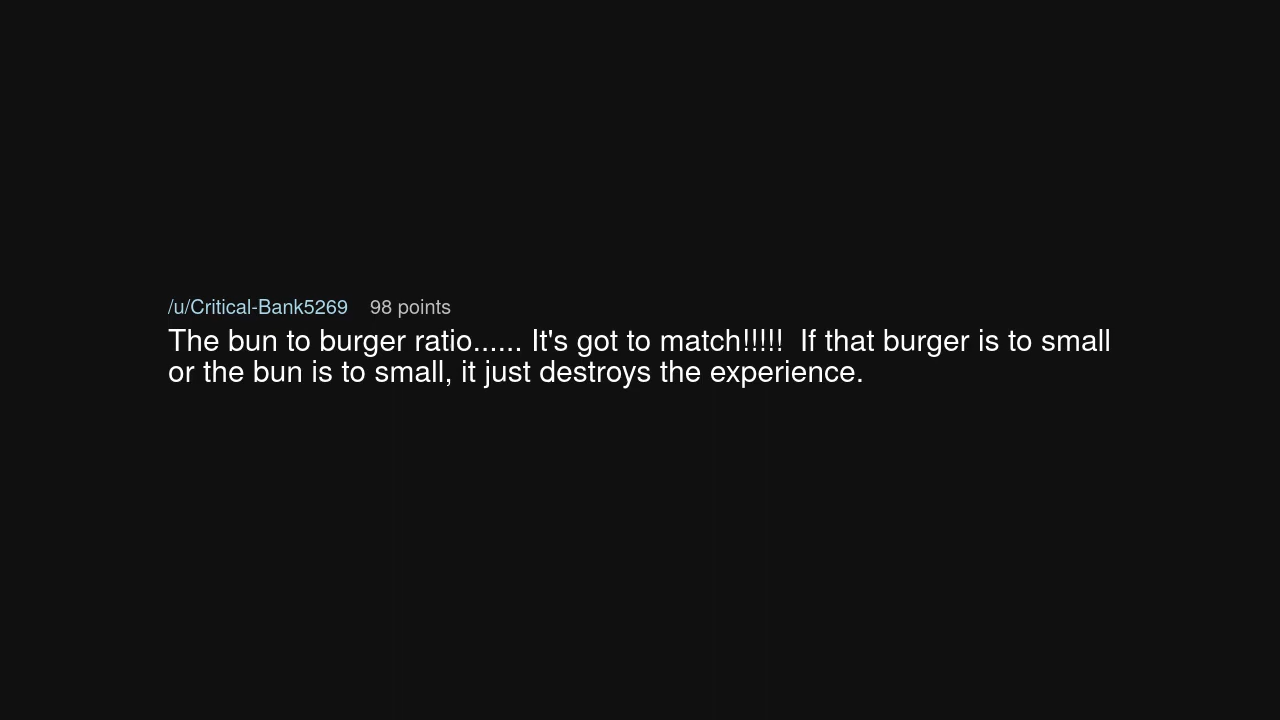 /u/Critical-Bank5269 98 points
The bun to burger ratio...... It's got to match!!!!!  If that burger is to small
or the bun is to small, it just destroys the experience.